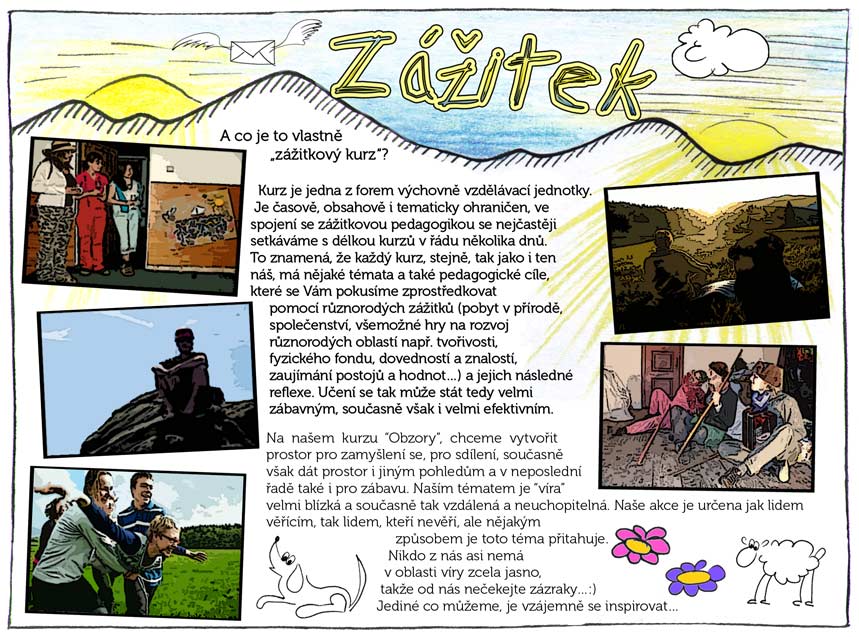 Zážitek
A co je to vlastně
„zážitkový kurz“?
Kurz je jedna z forem výchovně vzdělávací jednotky.
Je časově, obsahově i tematicky ohraničen, ve
spojení se zážitkovou pedagogikou se nejčastěji
setkáváme s délkou kurzů v řádu několika dnů.
To znamená, že každý kurz, stejně, tak jako i ten
náš, má nějaké témata a také pedagogické cíle,
které se Vám pokusíme zprostředkovat
pomocí různorodých zážitků (pobyt v přírodě,
společenství, všemožné hry na rozvoj
různorodých oblastí např. tvořivosti,
fyzického fondu, dovedností a znalostí,
zaujímání postojů a hodnot...) a jejich následné
reflexe. Učení se tak může stát tedy velmi
zábavným, současně však i velmi efektivním.
Na našem kurzu “Obzory”, chceme vytvořit
prostor pro zamyšlení se, pro sdílení, současně
však dát prostor i jiným pohledům a v neposlední
řadě také i pro zábavu. Naším tématem je “víra”
velmi blízká a současně tak vzdálená a neuchopitelná. Naše akce je určena jak lidem
věřícím, tak lidem, kteří nevěří, ale nějakým
způsobem je toto téma přitahuje.
Nikdo z nás asi nemá
v oblasti víry zcela jasno,
takže od nás nečekejte zázraky...:)
Jediné co můžeme, je vzájemně se inspirovat...